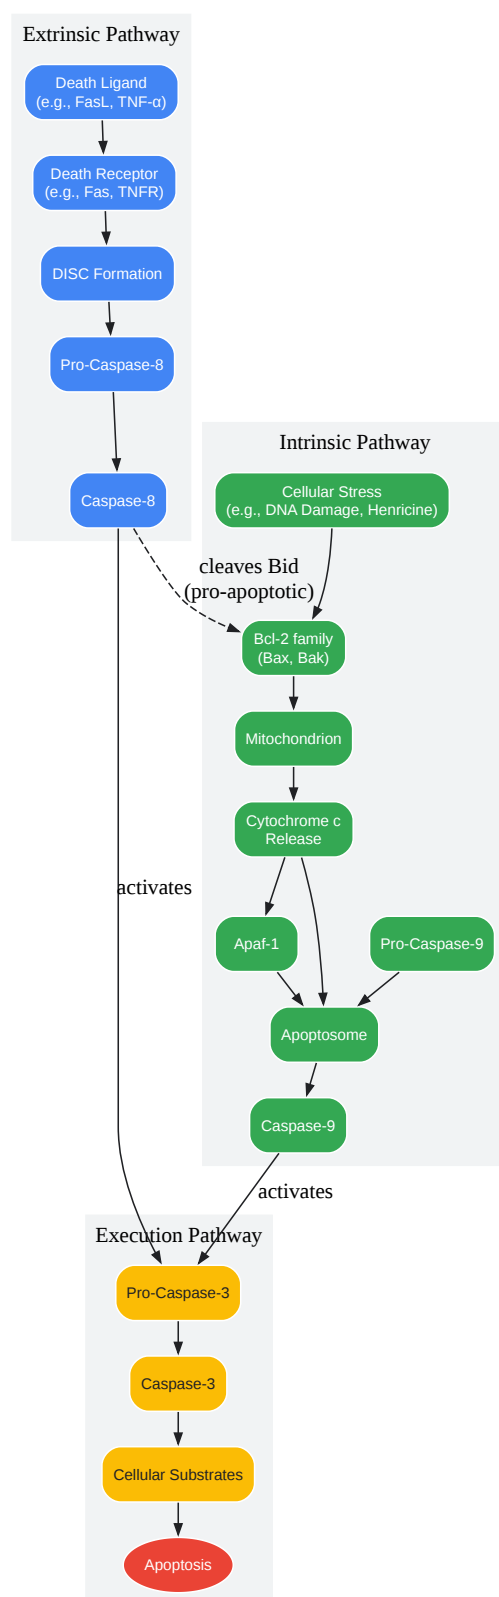 Extrinsic Pathway
Death Ligand
(e.g., FasL, TNF-α)
Death Receptor
(e.g., Fas, TNFR)
DISC Formation
Pro-Caspase-8
Caspase-8
Intrinsic Pathway
Cellular Stress
(e.g., DNA Damage, Henricine)
cleaves Bid
(pro-apoptotic)
Bcl-2 family
(Bax, Bak)
Mitochondrion
Cytochrome c
Release
activates
Apaf-1
Pro-Caspase-9
Apoptosome
Caspase-9
activates
Execution Pathway
Pro-Caspase-3
Caspase-3
Cellular Substrates
Apoptosis